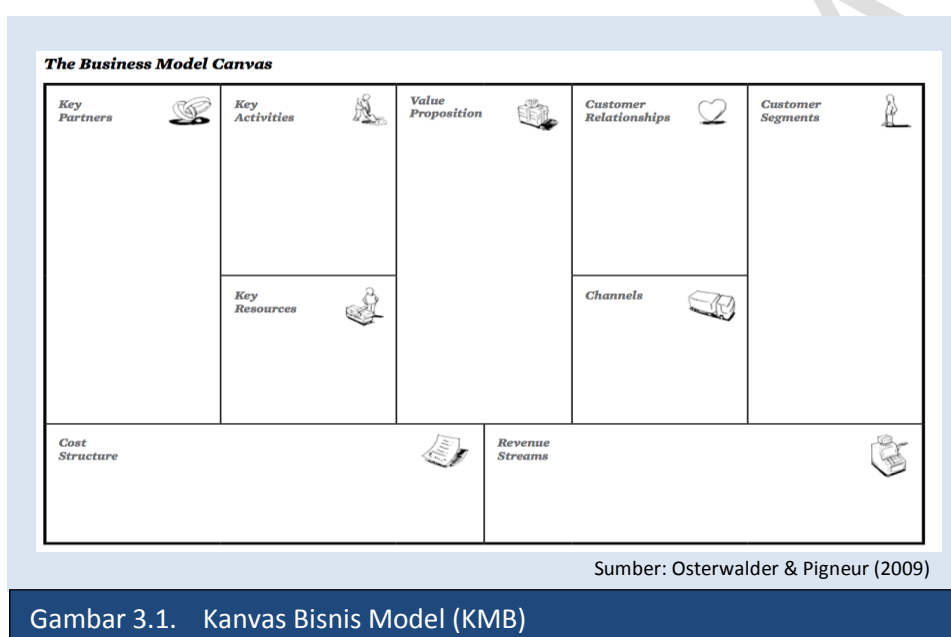 The Business Model Canvas
Key
Partners
Key
Activities
Value
Proposition
Customer
Relationships
Customer
Segments
Key
Resources
Channels
Cost
Structure
Revenue
Streams
Sumber: Osterwalder & Pigneur (2009)
Gambar 3.1. Kanvas Bisnis Model (KMB)